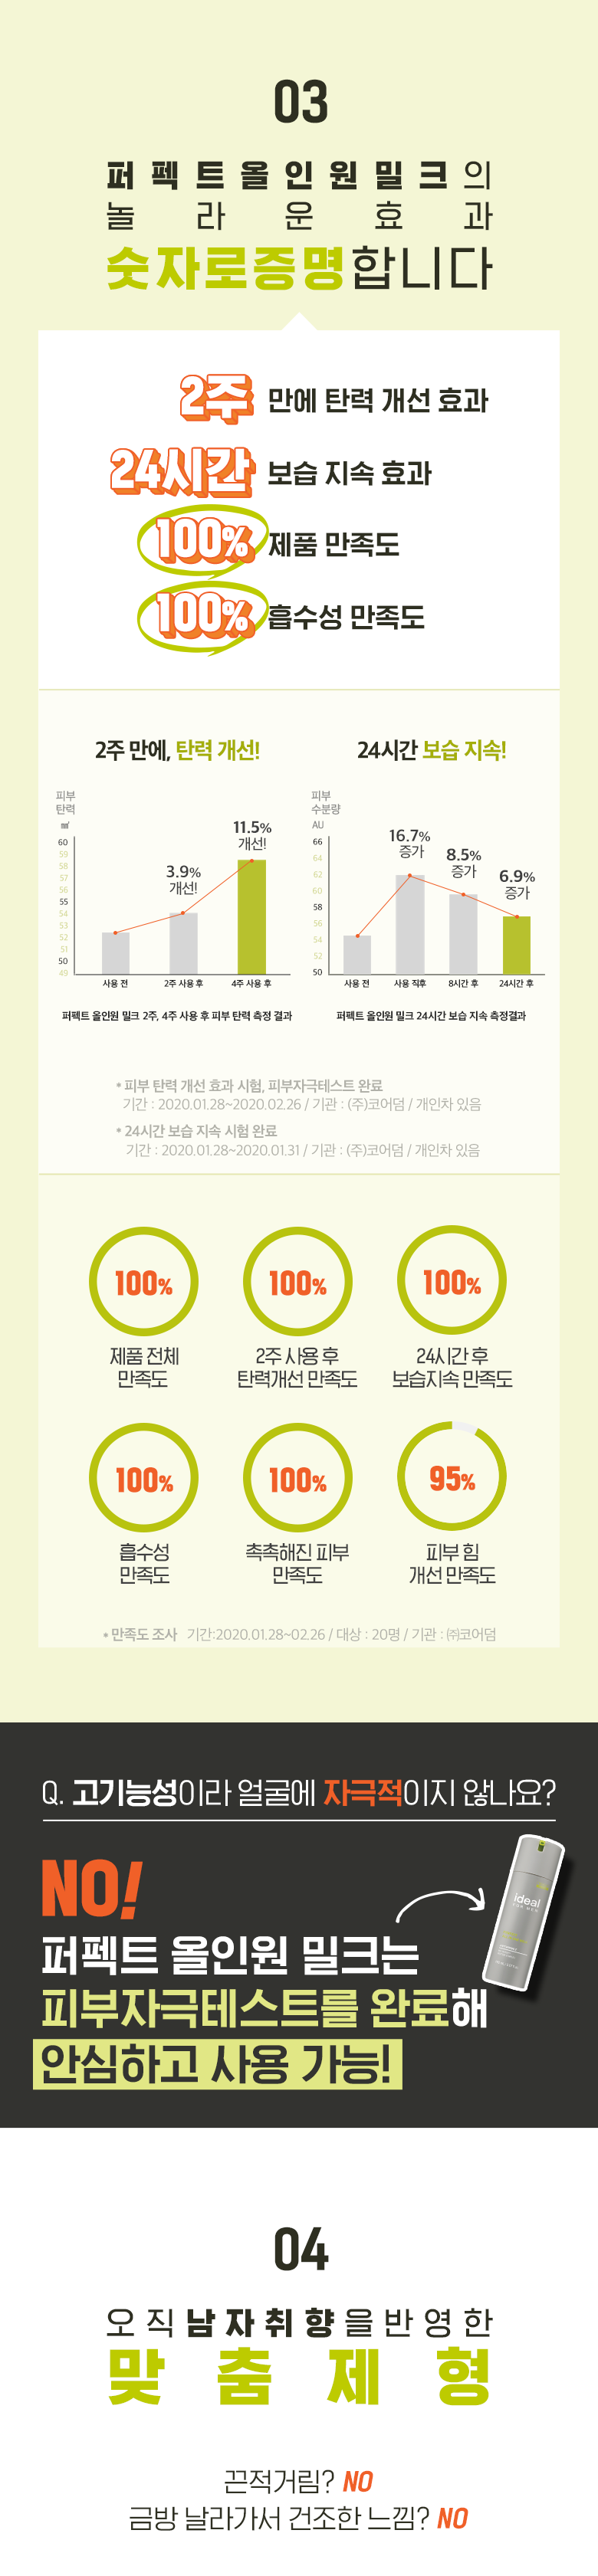 03
퍼펙트올인원밀크의
놀라운효과
숫자로증명합니다
2주 만에 탄력 개선 효과
24시간 보습 지속 효과
100% 제품 만족도
100% 흡수성 만족도
2주 만에, 탄력 개선!
피부
탄력
60
59
58
57
56
55
54
53
52
51
50
49
3.9%
개선!
11.5%
개선!
사용 전
2주 사용 후
4주 사용 후
퍼펙트 올인원 밀크 2주, 4주 사용 후 피부 탄력 측정 결과
24시간 보습 지속!
피부
수분량
AU
66
64
62
60
58
56
54
52
50
16.7%
증가
8.5%
증가
6.9%
증가
사용 전
사용 직후
8시간 후
24시간 후
퍼펙트 올인원 밀크 24시간 보습 지속 측정결과
* 피부 탄력 개선 효과 시험, 피부자극테스트 완료
기간 : 2020.01.28~2020.02.26 / 기관 : (주)코어덤 / 개인차 있음
* 24시간 보습 지속 시험 완료
기간 : 2020.01.28~2020.01.31 / 기관 : (주)코어덤 / 개인차 있음
100%
제품 전체
만족도
100%
2주 사용 후
탄력개선 만족도
100%
24시간 후
보습지속 만족도
100%
흡수성
만족도
100%
촉촉해진 피부
만족도
95%
피부 힘
개선 만족도
* 만족도 조사 기간:2020.01.28~02.26 / 대상 : 20명 / 기관 : ㈜코어덤
Q. 고기능성이라 얼굴에 자극적이지 않나요?
NO!
ideal
FOR MEN
퍼펙트 올인원 밀크는
피부자극테스트를 완료해
안심하고 사용 가능!
04
오직남자취향을반영한
맞춤제형
끈적거림? NO
금방 날라가서 건조한 느낌? NO